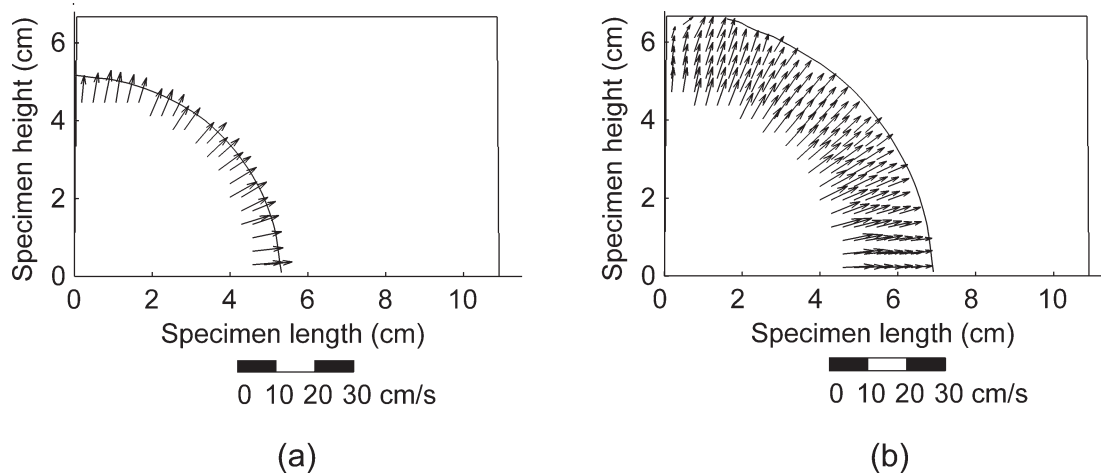 Specimen height (cm)
6
4
2
0
0 2 4 6 8 10
Specimen length (cm)
0 10 20 30 cm/s
(a)
Specimen height (cm)
6
4
2
0
0 2 4 6 8 10
Specimen length (cm)
0 10 20 30 cm/s
(b)